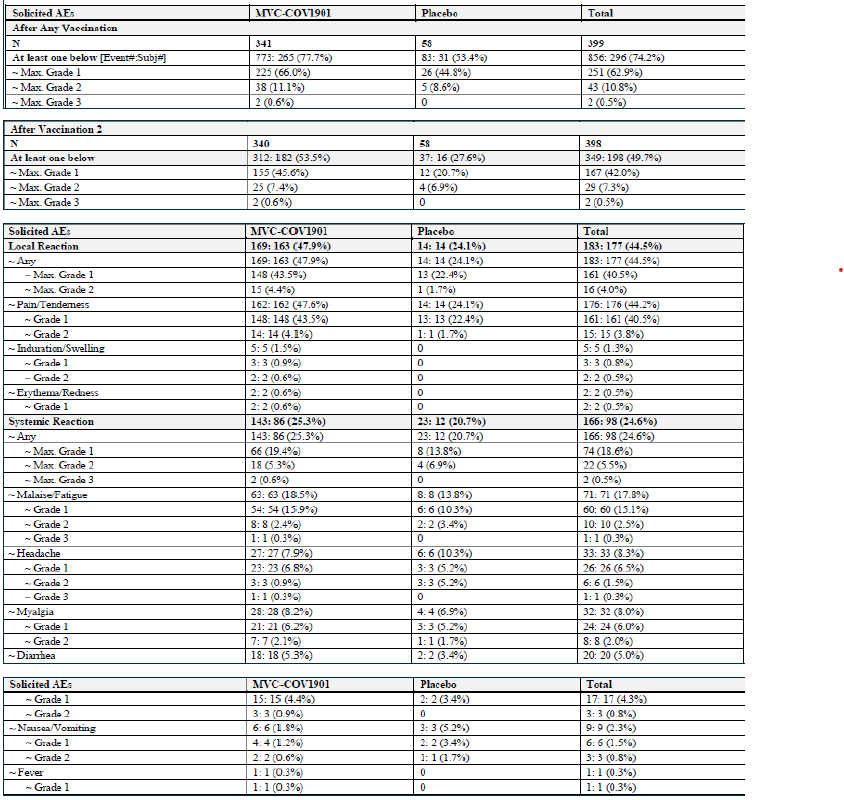 Solicited AEs MVC-COV1901 Placebo Total
After Any Vaccination
N 341 58 399
At least one below [Event#:Subj#] 773: 265 (77.7%) 83: 31 (53.4%) 856: 296 (74.2%)
~ Max. Grade 1 225 (66.0%) 26 (44.8%) 251 (62.9%)
~ Max. Grade 2 38 (11.1%) 5 (8.6%) 43 (10.8%)
~ Max. Grade 3 2 (0.6%) 0 2 (0.5%)
After Vaccination 2
N 340 58 398
At least one below 312: 182 (53.5%) 37: 16 (27.6%) 349: 198 (49.7%)
~ Max. Grade 1 155 (45.6%) 12 (20.7%) 167 (42.0%)
~ Max. Grade 2 25 (7.4%) 4 (6.9%) 29 (7.3%)
~ Max. Grade 3 2 (0.6%) 0 2 (0.5%)
Solicited AEs MVC-COV1901 Placebo Total
Local Reaction 169: 163 (47.9%) 14: 14 (24.1%) 183: 177 (44.5%)
~ Any 169: 163 (47.9%) 14: 14 (24.1%) 183: 177 (44.5%)
~ Max. Grade 1 148 (43.5%) 13 (22.4%) 161 (40.5%)
~ Max. Grade 2 15 (4.4%) 1 (1.7%) 16 (4.0%)
~ Pain/Tenderness 162: 162 (47.6%) 14: 14 (24.1%) 176: 176 (44.2%)
~ Grade 1 148: 148 (43.5%) 13: 13 (22.4%) 161: 161 (40.5%)
~ Grade 2 14: 14 (4.1%) 1: 1 (1.7%) 15: 15 (3.8%)
~ Induration/Swelling 5: 5 (1.5%) 0 5: 5 (1.3%)
~ Grade 1 3: 3 (0.9%) 0 3: 3 (0.8%)
~ Grade 2 2: 2 (0.6%) 0 2: 2 (0.5%)
~ Erythema/Redness 2: 2 (0.6%) 0 2: 2 (0.5%)
~ Grade 1 2: 2 (0.6%) 0 2: 2 (0.5%)
Systemic Reaction 143: 86 (25.3%) 23: 12 (20.7%) 166: 98 (24.6%)
~ Any 143: 86 (25.3%) 23: 12 (20.7%) 166: 98 (24.6%)
~ Max. Grade 1 66 (19.4%) 8 (13.8%) 74 (18.6%)
~ Max. Grade 2 18 (5.3%) 4 (6.9%) 22 (5.5%)
~ Max. Grade 3 2 (0.6%) 0 2 (0.5%)
~ Malaise/Fatigue 63: 63 (18.5%) 8: 8 (13.8%) 71: 71 (17.8%)
~ Grade 1 54: 54 (15.9%) 6: 6 (10.3%) 60: 60 (15.1%)
~ Grade 2 8: 8 (2.4%) 2: 2 (3.4%) 10: 10 (2.5%)
~ Grade 3 1: 1 (0.3%) 0 1: 1 (0.3%)
~ Headache 27: 27 (7.9%) 6: 6 (10.3%) 33: 33 (8.3%)
~ Grade 1 23: 23 (6.8%) 3: 3 (5.2%) 26: 26 (6.5%)
~ Grade 2 3: 3 (0.9%) 3: 3 (5.2%) 6: 6 (1.5%)
~ Grade 3 1: 1 (0.3%) 0 1: 1 (0.3%)
~ Myalgia 28: 28 (8.2%) 4: 4 (6.9%) 32: 32 (8.0%)
~ Grade 1 21: 21 (6.2%) 3: 3 (5.2%) 24: 24 (6.0%)
~ Grade 2 7: 7 (2.1%) 1: 1 (1.7%) 8: 8 (2.0%)
~ Diarrhea 18: 18 (5.3%) 2: 2 (3.4%) 20: 20 (5.0%)
Solicited AEs MVC-COV1901 Placebo Total
~ Grade 1 15: 15 (4.4%) 2: 2 (3.4%) 17: 17 (4.3%)
~ Grade 2 3: 3 (0.9%) 0 3: 3 (0.8%)
~ Nausea/Vomiting 6: 6 (1.8%) 3: 3 (5.2%) 9: 9 (2.3%)
~ Grade 1 4: 4 (1.2%) 2: 2 (3.4%) 6: 6 (1.5%)
~ Grade 2 2: 2 (0.6%) 1: 1 (1.7%) 3: 3 (0.8%)
~ Fever 1: 1 (0.3%) 0 1: 1 (0.3%)
~ Grade 1 1: 1 (0.3%) 0 1: 1 (0.3%)